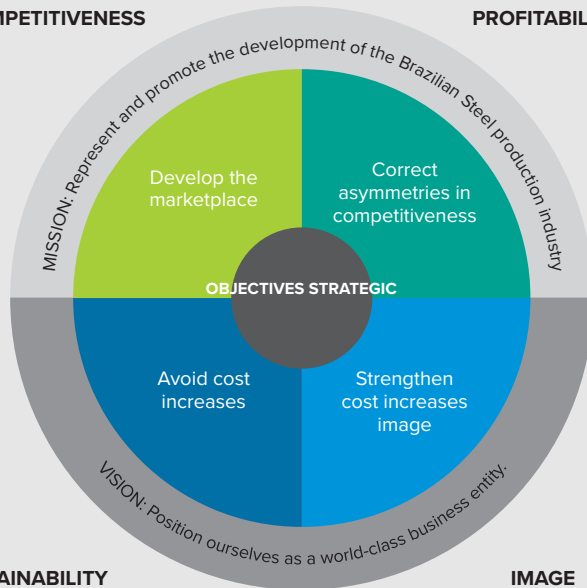 MPETITIVENESS
PROFITABIL
MISSION: Represent and promote the development of the Brazilian Steel production industry
Develop the
marketplace
Correct
asymmetries in
competitiveness
OBJECTIVES STRATEGIC
Avoid cost
increases
Strengthen
cost increases
image
VISION: Position ourselves as a world-class business entity.
AINABILITY
IMAGE